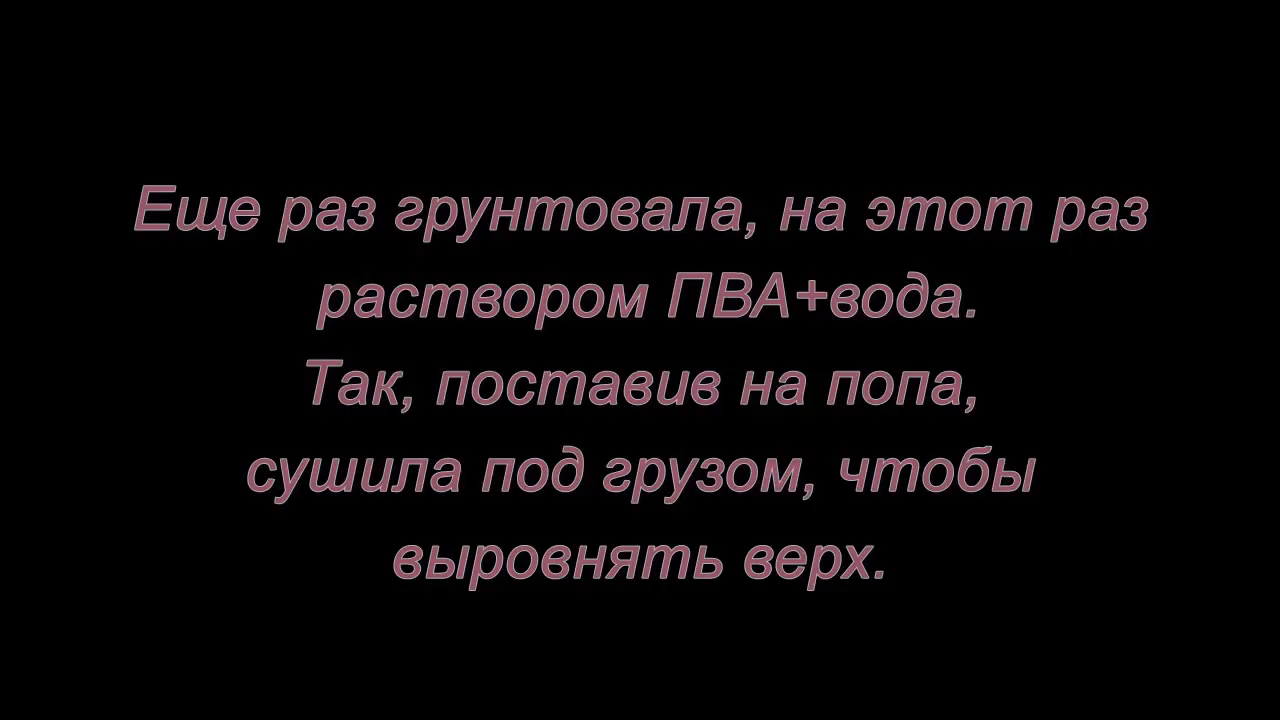 Еще раз грунтовала, на этот раз
раствором ПВА+вода.
Так, поставив на попа,
сушила под грузом, чтобы
выровнять верх.